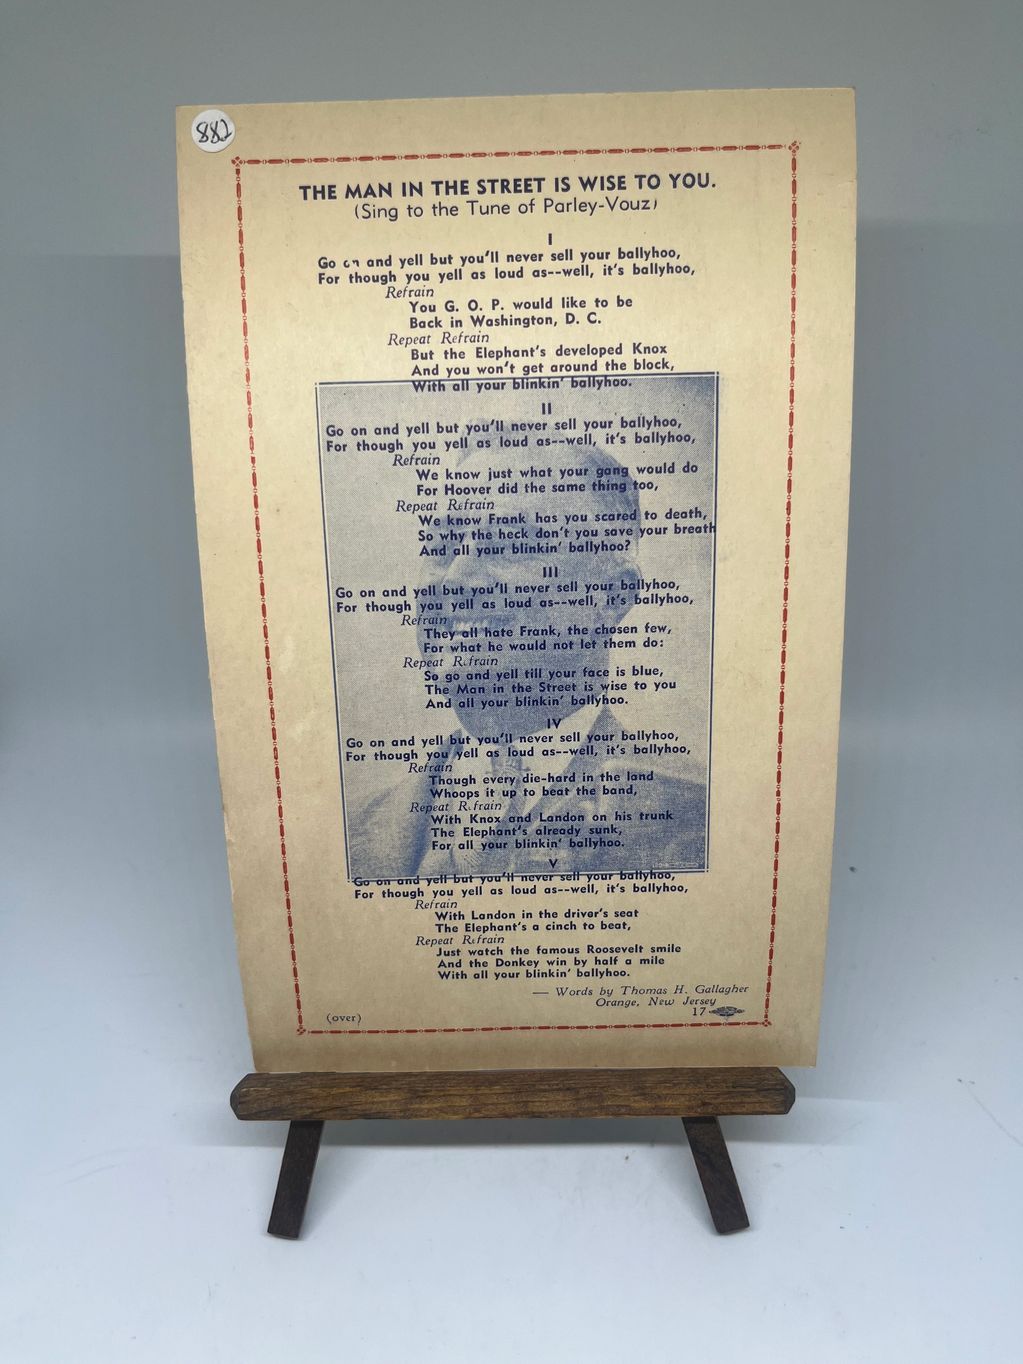 882
THE MAN IN THE STREET IS WISE TO YOU.
(Sing to the Tune of Parley-Vouz)
I
Go on and yell but you'll never sell your ballyhoo,
For though you yell as loud as--well, it's ballyhoo,
Refrain
You G. O. P. would like to be
Back in Washington, D. C.
Repeat Refrain
But the Elephant's developed Knox
And you won't get around the block,
With all your blinkin' ballyhoo.
II
Go on and yell but you'll never sell your ballyhoo,
For though you yell as loud as--well, it's ballyhoo,
Refrain
We know just what your gang would do
For Hoover did the same thing too,
Repeat Refrain
We know Frank has you scared to death,
So why the heck don't you save your breath
And all your blinkin' ballyhoo?
III
Go on and yell but you'll never sell your ballyhoo,
For though you yell as loud as--well, it's ballyhoo,
Refrain
They all hate Frank, the chosen few,
For what he would not let them do:
Repeat Refrain
So go and yell till your face is blue,
The Man in the Street is wise to you
And all your blinkin' ballyhoo.
IV
Go on and yell but you'll never sell your ballyhoo,
For though you yell as loud as--well, it's ballyhoo,
Refrain
Though every die-hard in the land
Whoops it up to beat the band,
Repeat Refrain
With Knox and Landon on his trunk
The Elephant's already sunk,
For all your blinkin' ballyhoo.
V
Go on and yell but you'll never sell your ballyhoo,
For though you yell as loud as--well, it's ballyhoo,
Refrain
With Landon in the driver's seat
The Elephant's a cinch to beat,
Repeat Refrain
Just watch the famous Roosevelt smile
And the Donkey win by half a mile
With all your blinkin' ballyhoo.
— Words by Thomas H. Gallagher
Orange, New Jersey
17
(over)